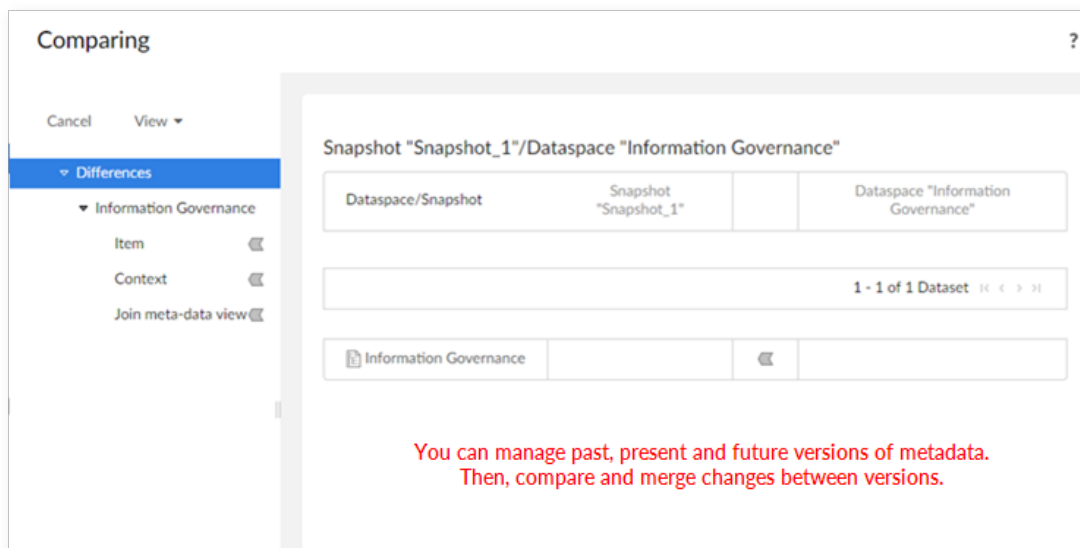 Comparing
?
Cancel View
Differences
Information Governance
Item
Context
Join meta-data view
Snapshot "Snapshot_1"/Dataspace "Information Governance"
Dataspace/Snapshot
Snapshot
"Snapshot_1"
Dataspace "Information
Governance"
1 - 1 of 1 Dataset
Information Governance
You can manage past, present and future versions of metadata.
Then, compare and merge changes between versions.